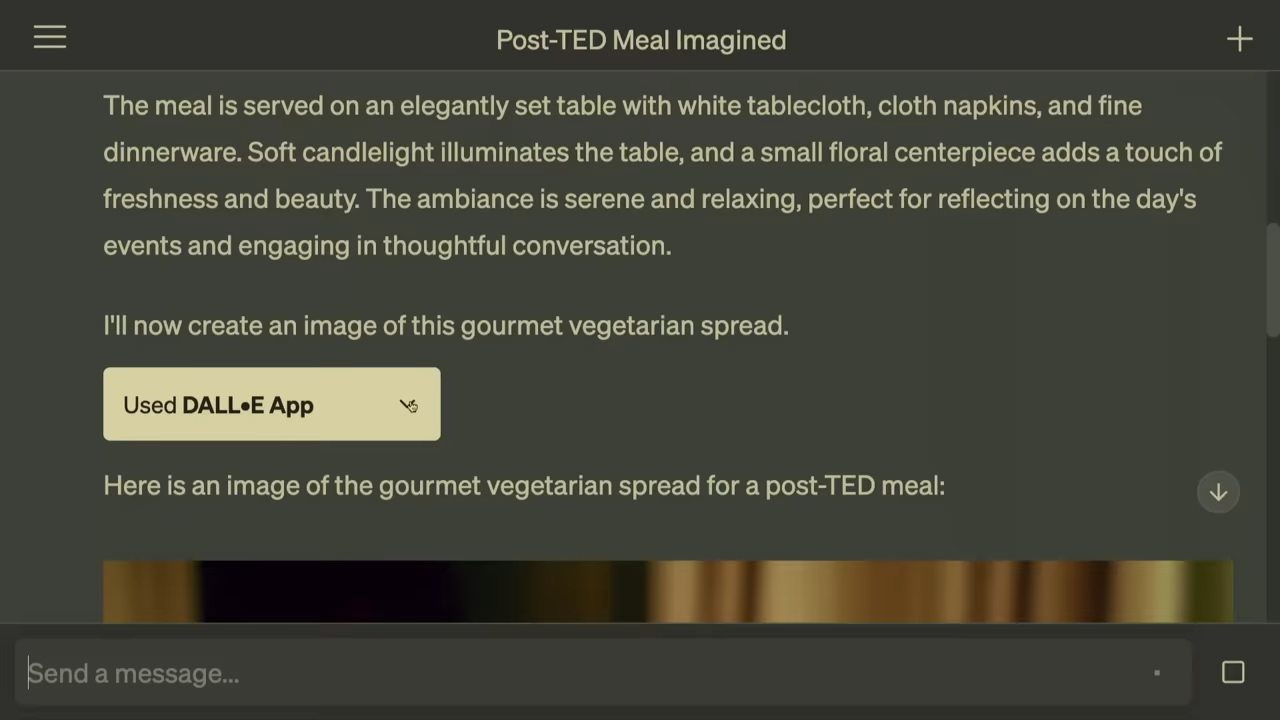 Post-TED Meal Imagined
The meal is served on an elegantly set table with white tablecloth, cloth napkins, and fine
dinnerware. Soft candlelight illuminates the table, and a small floral centerpiece adds a touch of
freshness and beauty. The ambiance is serene and relaxing, perfect for reflecting on the day's
events and engaging in thoughtful conversation.
I'll now create an image of this gourmet vegetarian spread.
Used DALL•E App
Here is an image of the gourmet vegetarian spread for a post-TED meal:
Send a message...